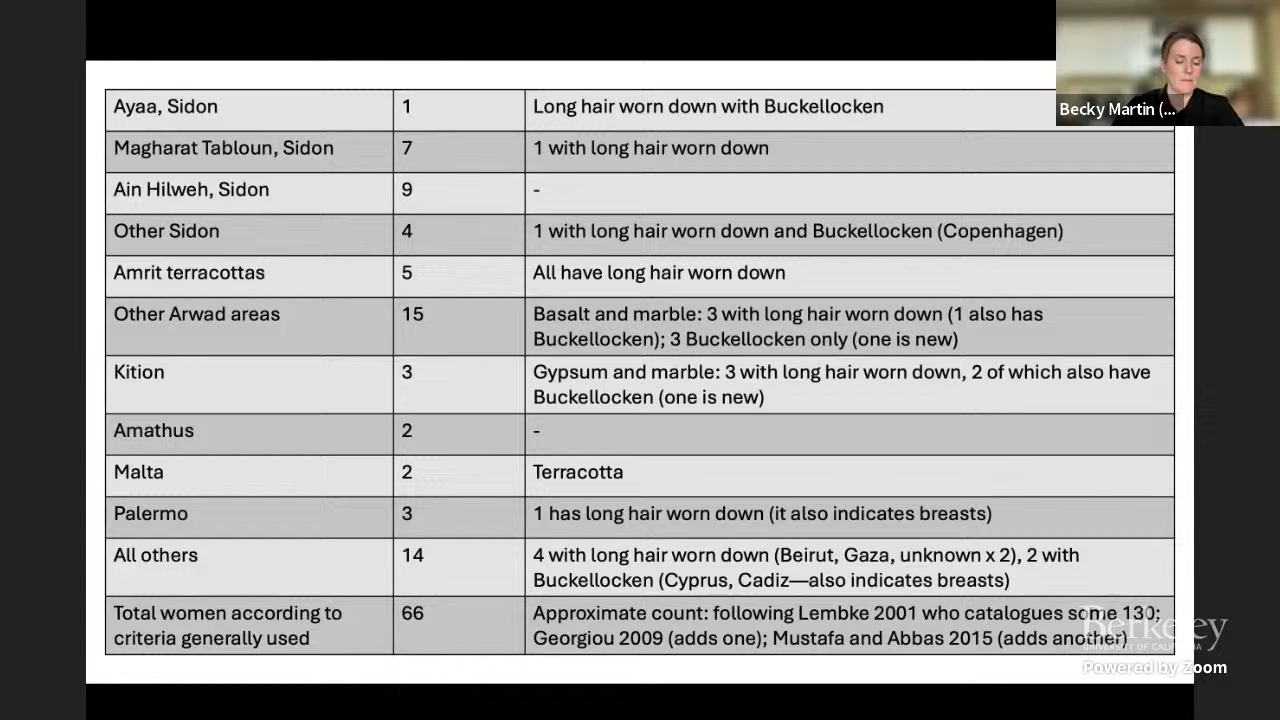 Ayaa, Sidon 1 Long hair worn down with Buckellocken
Magharat Tabloun, Sidon 7 1 with long hair worn down
Ain Hilweh, Sidon 9 -
Other Sidon 4 1 with long hair worn down and Buckellocken (Copenhagen)
Amrit terracottas 5 All have long hair worn down
Other Arwad areas 15 Basalt and marble: 3 with long hair worn down (1 also has
Buckellocken); 3 Buckellocken only (one is new)
Kition 3 Gypsum and marble: 3 with long hair worn down, 2 of which also have
Buckellocken (one is new)
Amathus 2 -
Malta 2 Terracotta
Palermo 3 1 has long hair worn down (it also indicates breasts)
All others 14 4 with long hair worn down (Beirut, Gaza, unknown x 2), 2 with
Buckellocken (Cyprus, Cadiz—also indicates breasts)
Total women according to 66 Approximate count: following Lembke 2001 who catalogues some 130;
criteria generally used Georgiou 2009 (adds one); Mustafa and Abbas 2015 (adds another)
Becky Martin (...
Berkeley
UNIVERSITY OF CALIFORNIA
Powered by Zoom